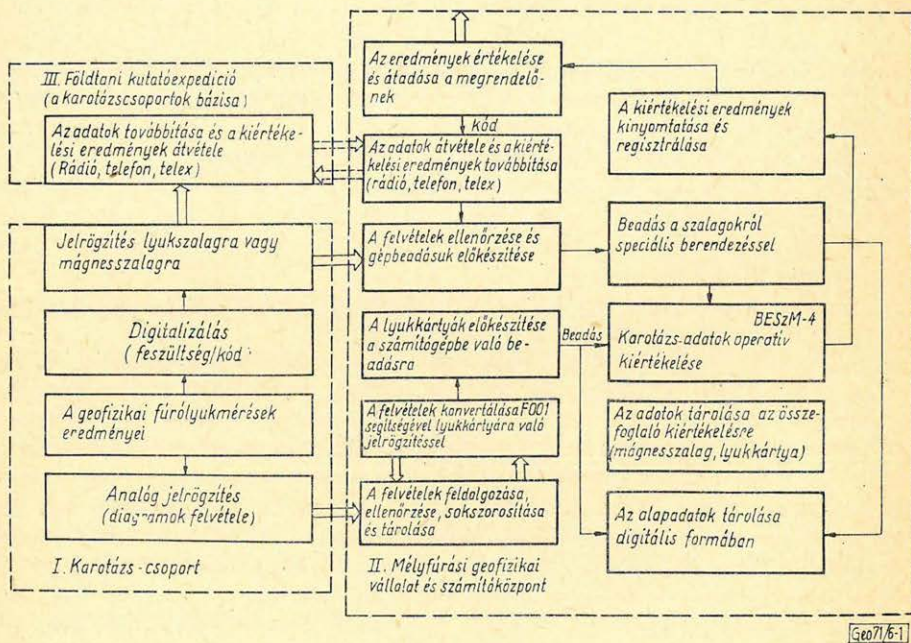 III. Földtani kutatóexpedíció
(a karotázscsoportok bázisa)
Az adatok továbbítása és a kiértéke-
lési eredmények átvétele
(Rádió, telefon, telex)
Jelrögzítés lyukszalagra vagy
mágnesszalagra
Digitalizálás
(feszültség/kód
A geofizikai fúrólyukmérések
eredményei
Analóg jelrögzítés
(diagramok felvétele)
I. Karotázs-csoport
Az eredmények értékelése
és átadása a megrendelő-
nek
kód
Az adatok átvétele és a kiérté-
kelési eredmények továbbítása
(rádió, telefon, telex)
A felvételek ellenőrzése és
gépbeadásuk előkészítése
A lyukkártyák előkészítése
a számítógépbe való be-
adásra
Beadás
A felvételek konvertálása F001
segítségével lyukkártyára való
jelrögzítéssel
A felvételek feldolgozása,
ellenőrzése, sokszorosítása
és tárolása
II. Mélyfúrási geofizikai
vállalat és számítóközpont
A kiértékelési eredmények
kinyomtatása és
regisztrálása
Beadás a szalagokról
speciális berendezéssel
BESzM-4
Karotázs-adatok operatív
kiértékelése
Az adotok tárolása az össze-
foglaló kiértékelésre
(mágnesszalag, lyukkártya)
Az alapadatok tárolása
digitális formában
Geo71/6-1